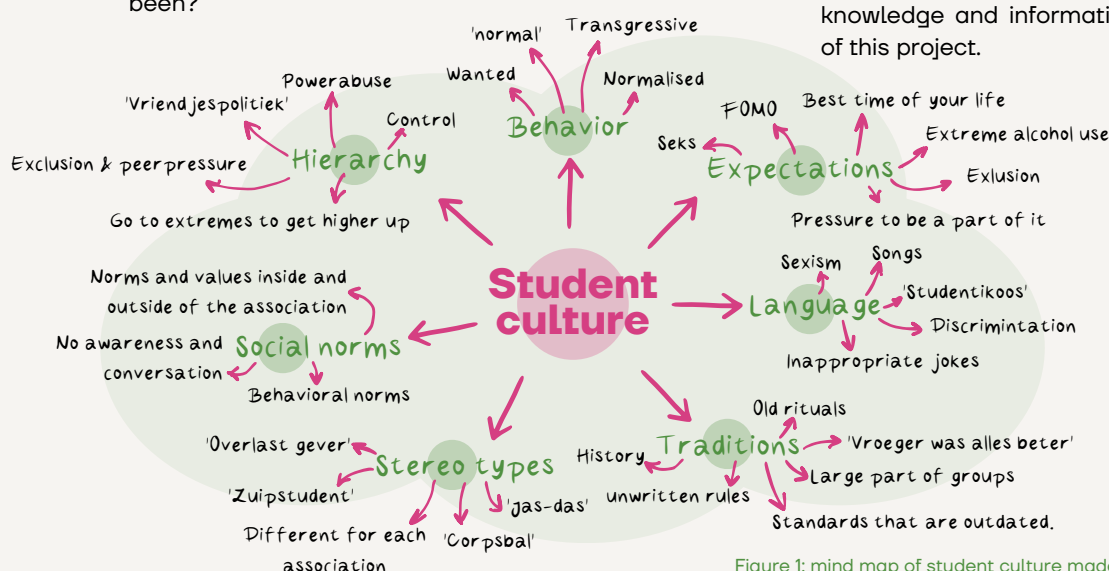 been?
knowledge and informati
of this project.
'normal'
Transgressive
Wanted
Normalised
Behavior
Powerabuse
'Vriendjespolitiek'
Control
Hierarchy
Exclusion & peerpressure
Go to extremes to get higher up
FOMO
Best time of your life
Seks
Extreme alcohol use
Expectations
Exlusion
Pressure to be a part of it
Student
culture
Norms and values inside and
outside of the association
No awareness and
conversation
Social norms
Behavioral norms
Sexism
Songs
'Studentikoos'
Language
Discrimintation
Inappropriate jokes
'Overlast gever'
Stereo types
'Zuipstudent'
'jas-das'
Different for each
association
'Corpsbal'
Old rituals
Traditions
'Vroeger was alles beter'
History
Large part of groups
unwritten rules
Standards that are outdated.
Figure 1: mind map of student culture made